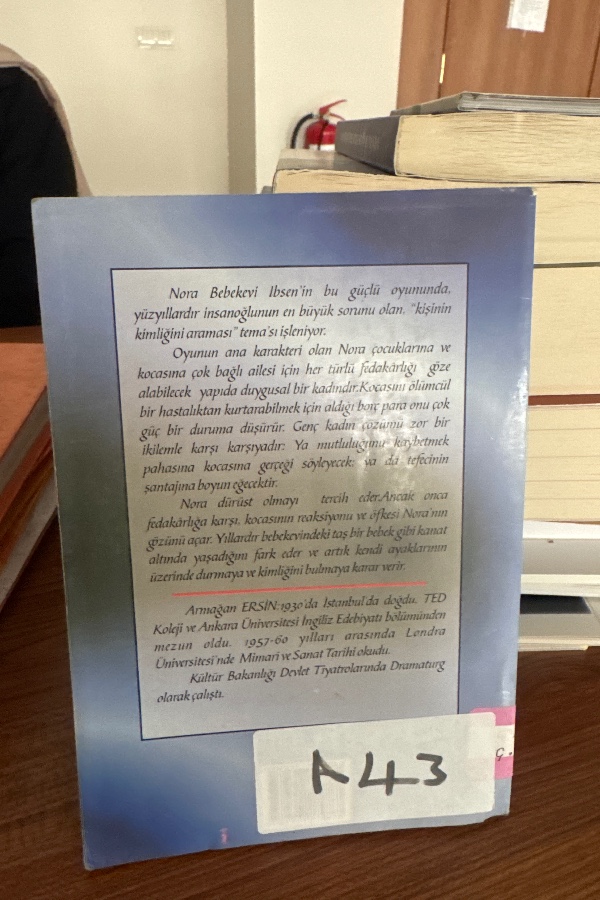 Nora Bebekevi Ibsen'in bu güçlü oyununda,
yüzyıllardır insanoğlunun en büyük sorunu olan, "kişinin
kimliğini araması" tema'sı işleniyor.
Oyunun ana karakteri olan Nora çocuklarına ve
kocasına çok bağlı ailesi için her türlü fedakârlığı göze
alabilecek yapıda duygusal bir kadındır.Kocasını ölümcül
bir hastalıktan kurtarabilmek için aldığı borç para onu çok
güç bir duruma düşürür. Genç kadın çözümü zor bir
ikilemle karşı karşıyadır: Ya mutluluğunu kaybetmek
pahasına kocasına gerçeği söyleyecek; ya da tefecinin
şantajına boyun eğecektir.
Nora dürüst olmayı tercih eder.Ancak onca
fedakârlığa karşı, kocasının reaksiyonu ve öfkesi Nora'nın
gözünü açar. Yıllardır bebekevindeki taş bir bebek gibi kanat
altında yaşadığını fark eder ve artık kendi ayaklarının
üzerinde durmaya ve kimliğini bulmaya karar verir.
Armağan ERSİN:1930'da İstanbul'da doğdu. TED
Koleji ve Ankara Üniversitesi İngiliz Edebiyatı bölümünden
mezun oldu. 1957-60 yılları arasında Londra
Üniversitesi'nde Mimari ve Sanat Tarihi okudu.
Kültür Bakanlığı Devlet Tiyatrolarında Dramaturg
olarak çalıştı.
A43